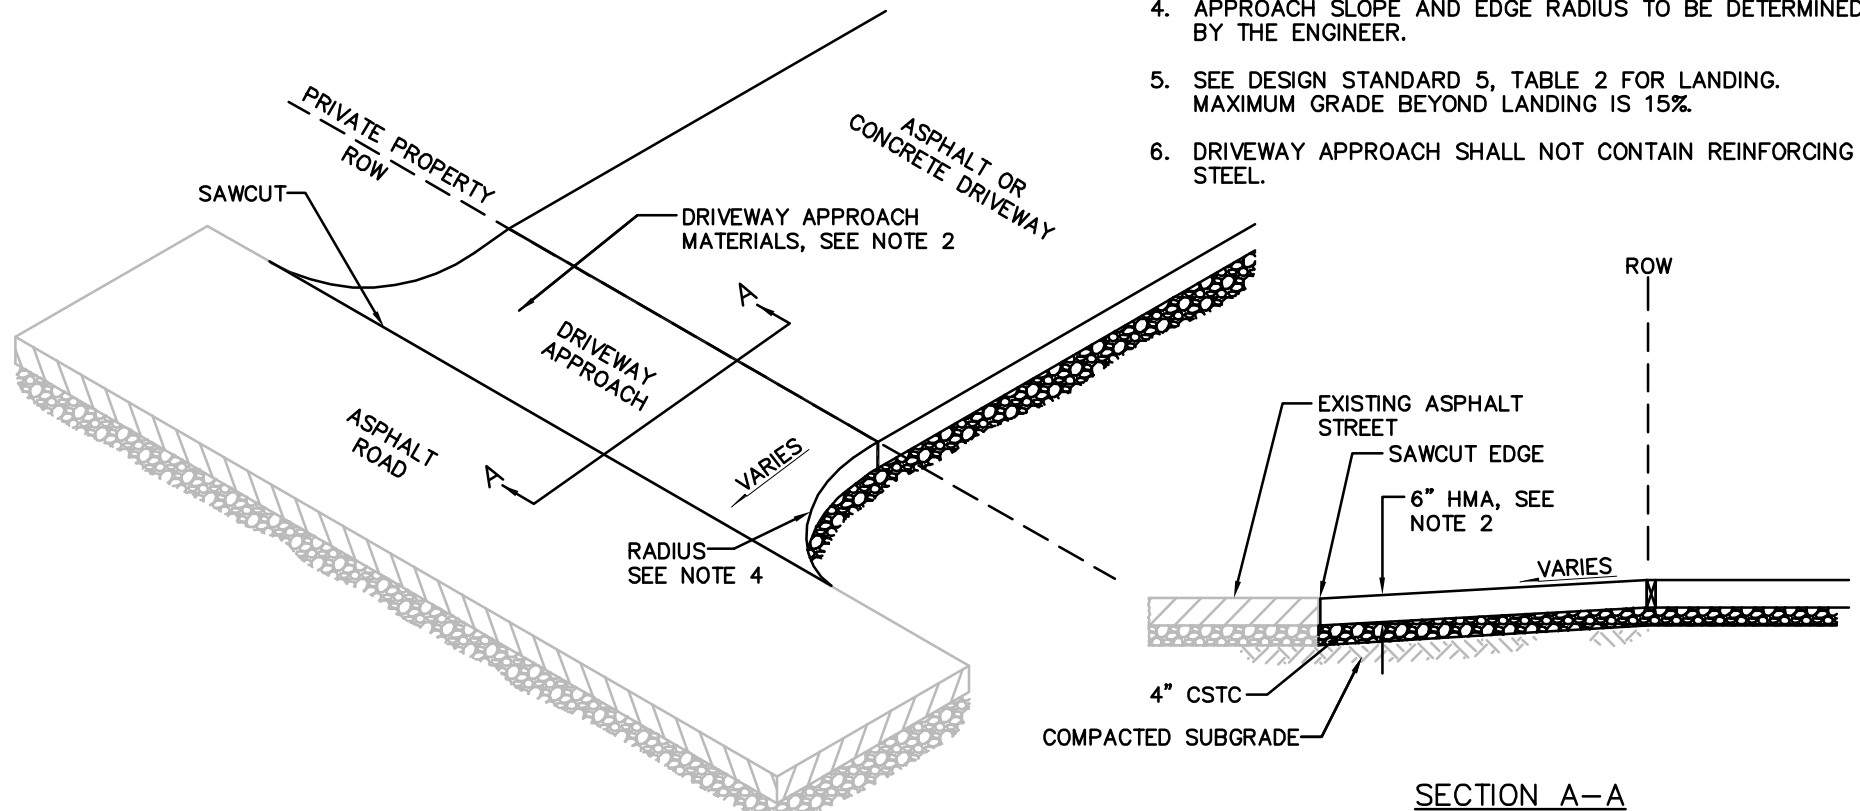 4. APPROACH SLOPE AND EDGE RADIUS TO BE DETERMINED
BY THE ENGINEER.
5. SEE DESIGN STANDARD 5, TABLE 2 FOR LANDING.
MAXIMUM GRADE BEYOND LANDING IS 15%.
6. DRIVEWAY APPROACH SHALL NOT CONTAIN REINFORCING
STEEL.
PRIVATE PROPERTY
ROW
SAWCUT
ASPHALT OR
CONCRETE DRIVEWAY
DRIVEWAY APPROACH
MATERIALS, SEE NOTE 2
A
DRIVEWAY
APPROACH
ASPHALT
ROAD
A
VARIES
RADIUS
SEE NOTE 4
ROW
EXISTING ASPHALT
STREET
SAWCUT EDGE
6" HMA, SEE
NOTE 2
VARIES
4" CSTC
COMPACTED SUBGRADE
SECTION A-A